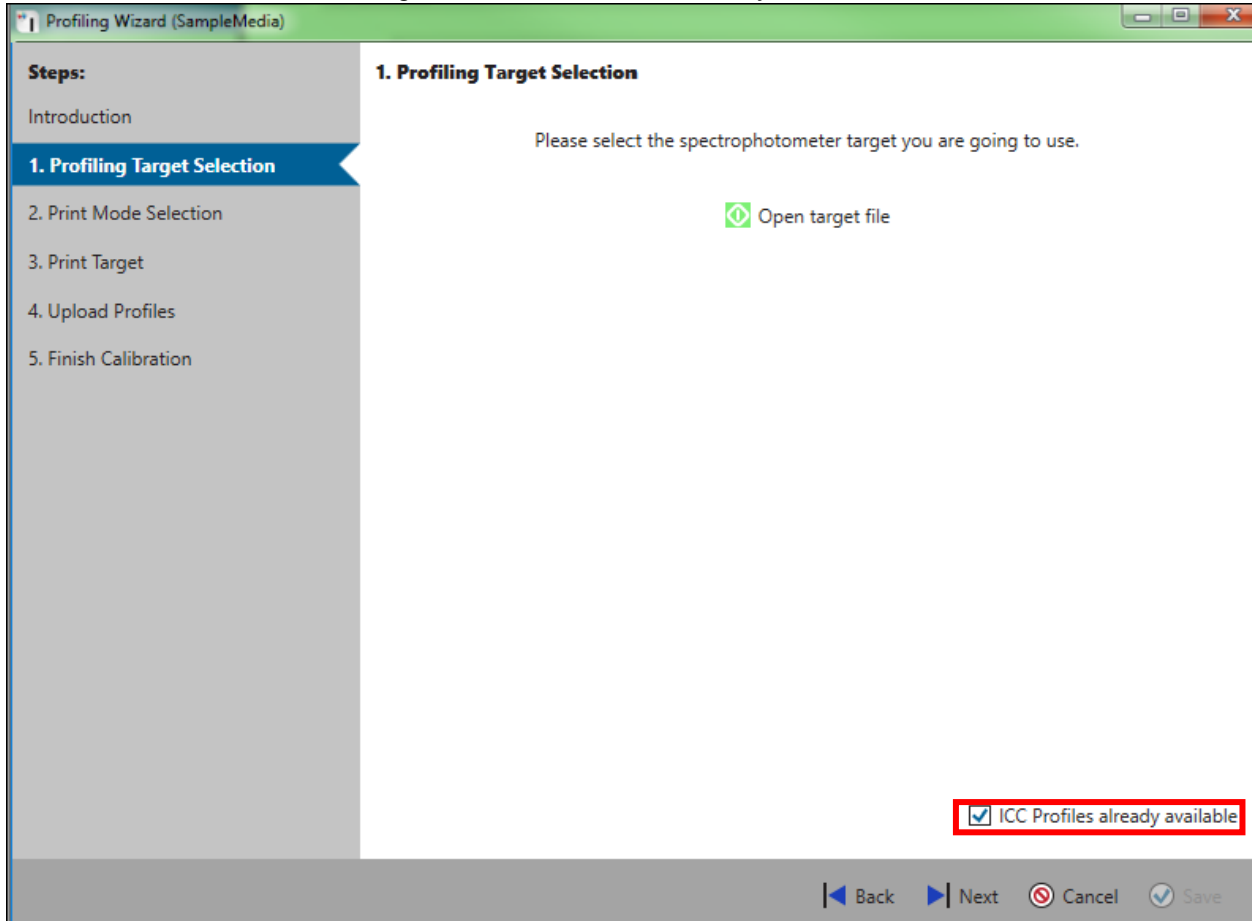 Profiling Wizard (SampleMedia)
Steps:
Introduction
1. Profiling Target Selection
2. Print Mode Selection
3. Print Target
4. Upload Profiles
5. Finish Calibration
1. Profiling Target Selection
Please select the spectrophotometer target you are going to use.
Open target file
ICC Profiles already available
Back Next Cancel Save